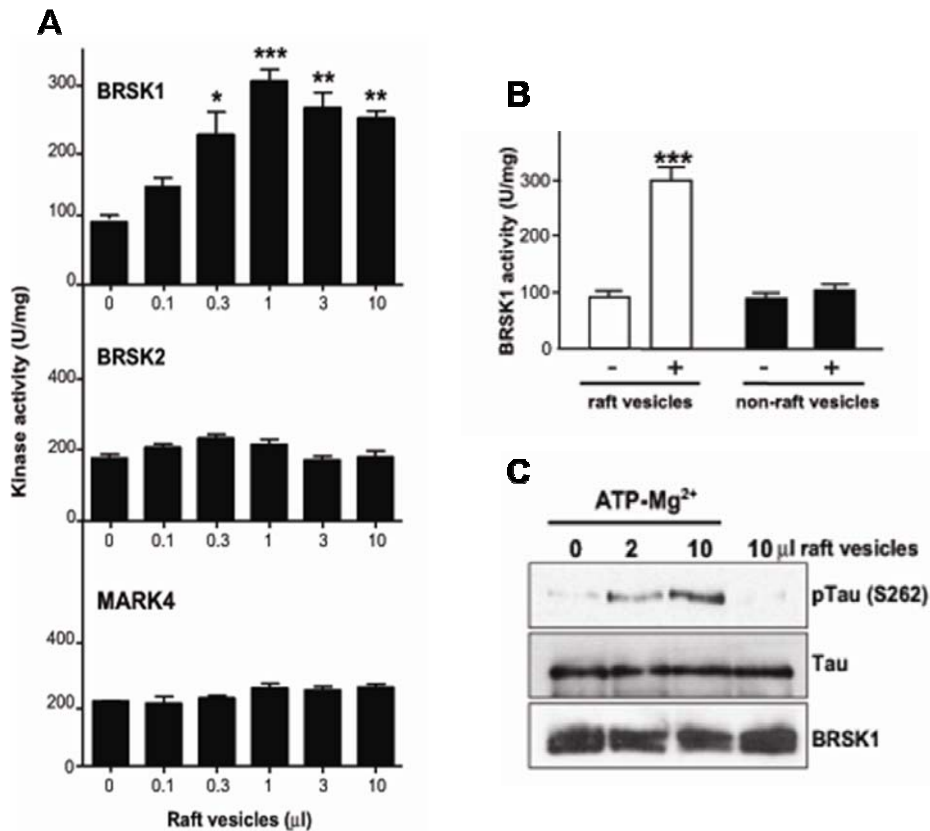 A
Kinase activity (U/mg)
BRSK1
300
200
100
0
*
***
**
**
0 0.1 0.3 1 3 10
BRSK2
400
200
0
0 0.1 0.3 1 3 10
MARK4
400
200
0
0 0.1 0.3 1 3 10
Raft vesicles (μl)
B
BRSK1 activity (U/mg)
300
200
100
0
***
- + - +
raft vesicles non-raft vesicles
C
ATP-Mg²⁺
0 2 10 10 μl raft vesicles
pTau (S262)
Tau
BRSK1